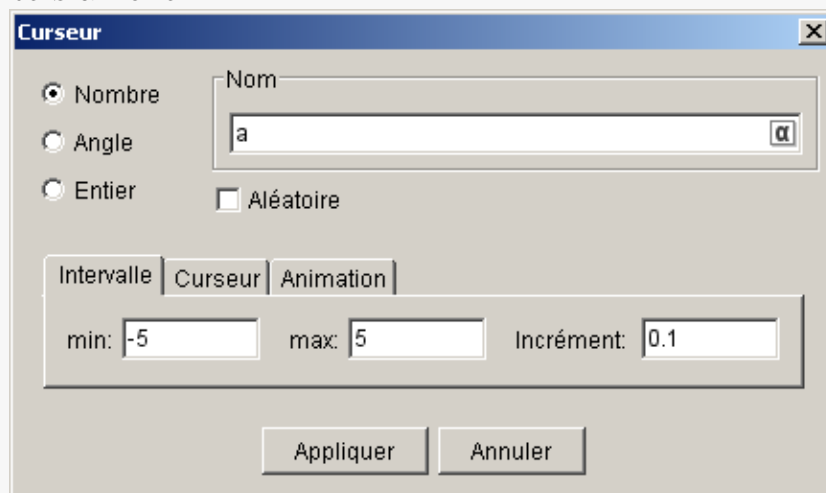 Curseur
Nombre
Angle
Entier
Nom
a
α
Aléatoire
Intervalle Curseur Animation
min: -5 max: 5 Incrément: 0.1
Appliquer Annuler